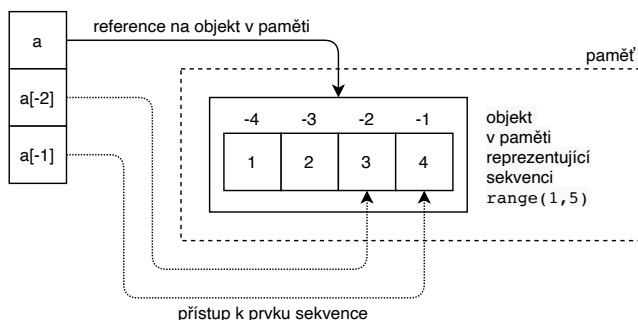 a
reference na objekt v paměti
paměť
a[-2]
a[-1]
-4 -3 -2 -1
1 2 3 4
objekt
v paměti
reprezentující
sekvenci
range(1,5)
přístup k prvku sekvence